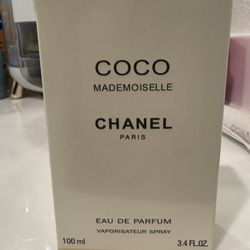 COCO
MADEMOISELLE
CHANEL
PARIS
EAU DE PARFUM
VAPORISATEUR SPRAY
100 ml 3.4 FL.OZ.